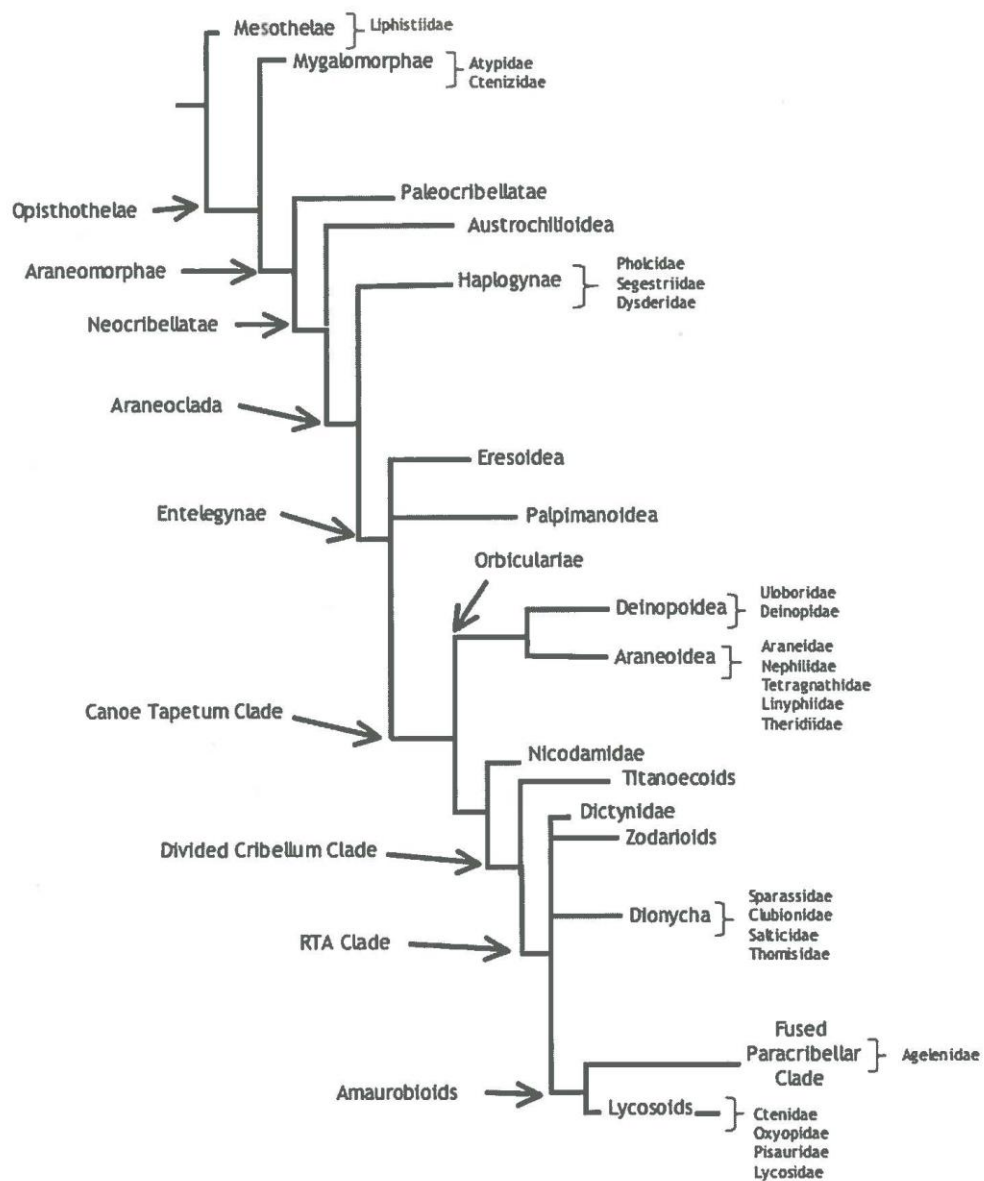 Mesothelae
Liphistiidae
Mygalomorphae
Atypidae
Ctenizidae
Paleocribellatae
Opisthothelae
Austrochilioidea
Araneomorphae
Haplogynae
Pholcidae
Segestriidae
Dysderidae
Neocribellatae
Araneoclada
Eresoidea
Entelegynae
Palpimanoidea
Orbiculariae
Deinopoidea
Uloboridae
Deinopidae
Araneoidea
Araneidae
Nephilidae
Tetragnathidae
Linyphiidae
Theridiidae
Canoe Tapetum Clade
Nicodamidae
Titanoecoids
Dictynidae
Zodarioids
Divided Cribellum Clade
Dionycha
Sparassidae
Clubionidae
Salticidae
Thomisidae
RTA Clade
Fused
Paracribellar
Clade
Agelenidae
Amaurobioids
Lycosoids
Ctenidae
Oxyopidae
Pisauridae
Lycosidae